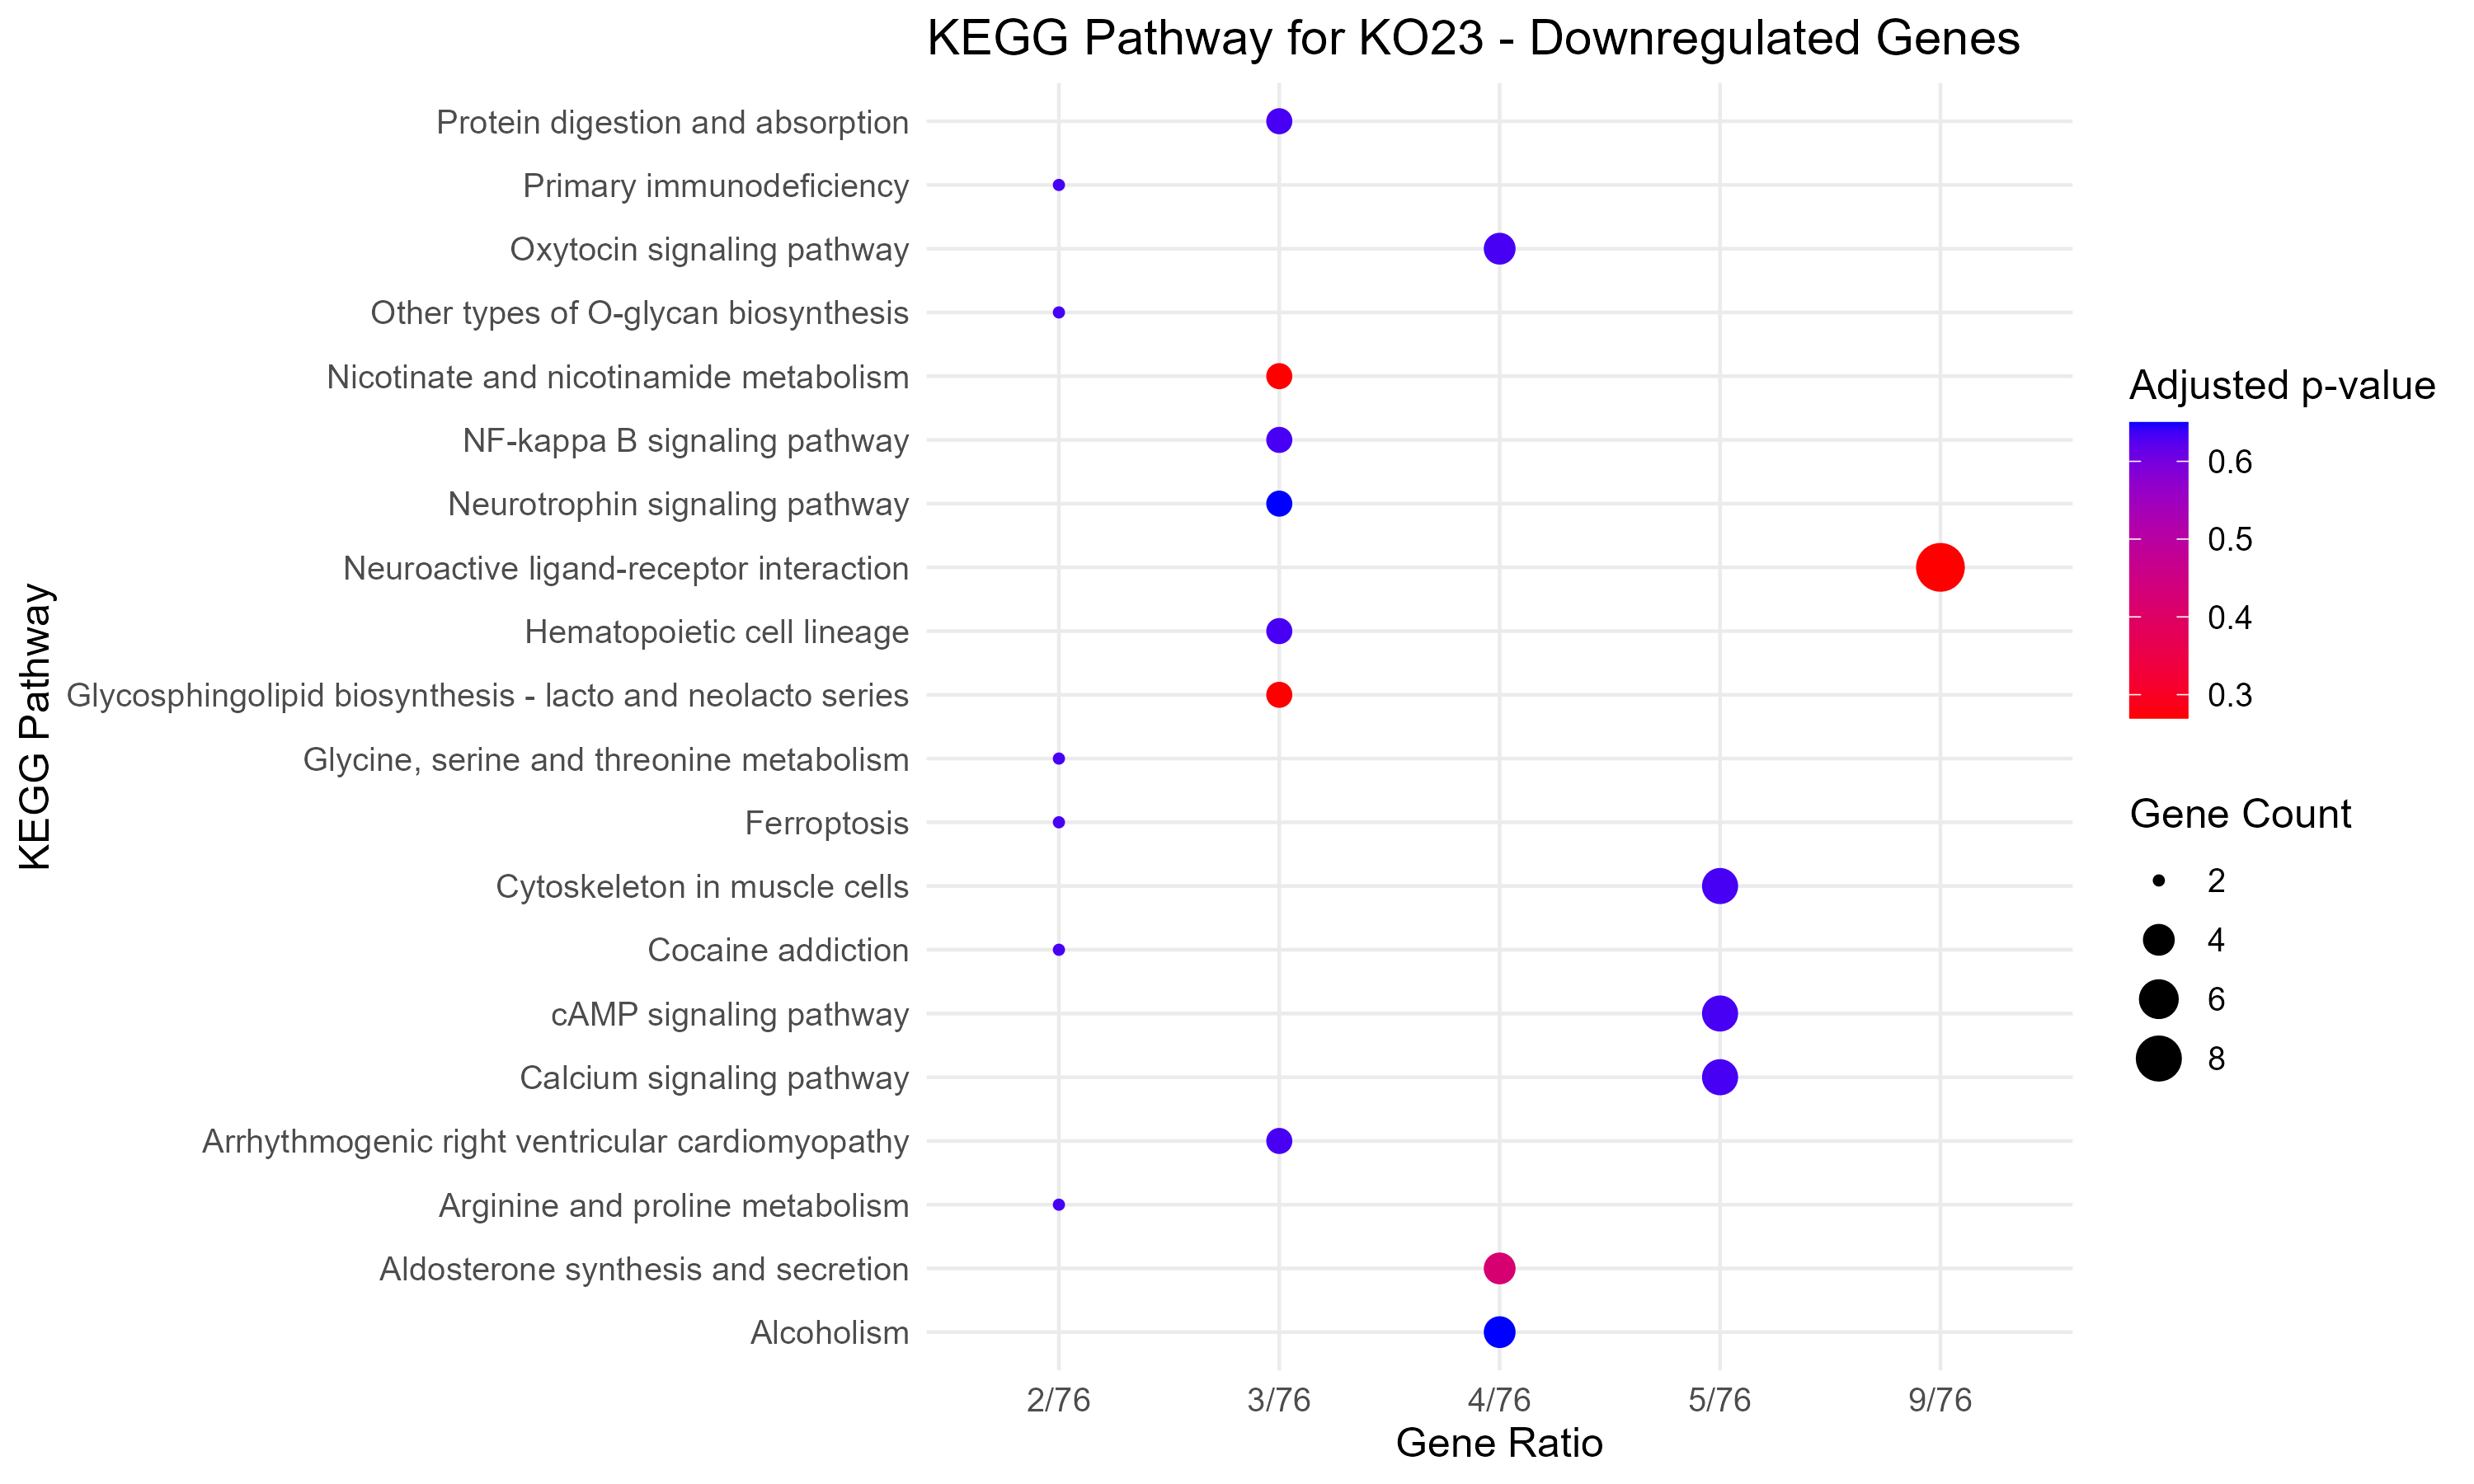 KEGG Pathway for KO23 - Downregulated Genes
KEGG Pathway
Protein digestion and absorption
Primary immunodeficiency
Oxytocin signaling pathway
Other types of O-glycan biosynthesis
Nicotinate and nicotinamide metabolism
NF-kappa B signaling pathway
Neurotrophin signaling pathway
Neuroactive ligand-receptor interaction
Hematopoietic cell lineage
Glycosphingolipid biosynthesis - lacto and neolacto series
Glycine, serine and threonine metabolism
Ferroptosis
Cytoskeleton in muscle cells
Cocaine addiction
cAMP signaling pathway
Calcium signaling pathway
Arrhythmogenic right ventricular cardiomyopathy
Arginine and proline metabolism
Aldosterone synthesis and secretion
Alcoholism
2/76 3/76 4/76 5/76 9/76
Gene Ratio
Adjusted p-value
0.6
0.5
0.4
0.3
Gene Count
2
4
6
8